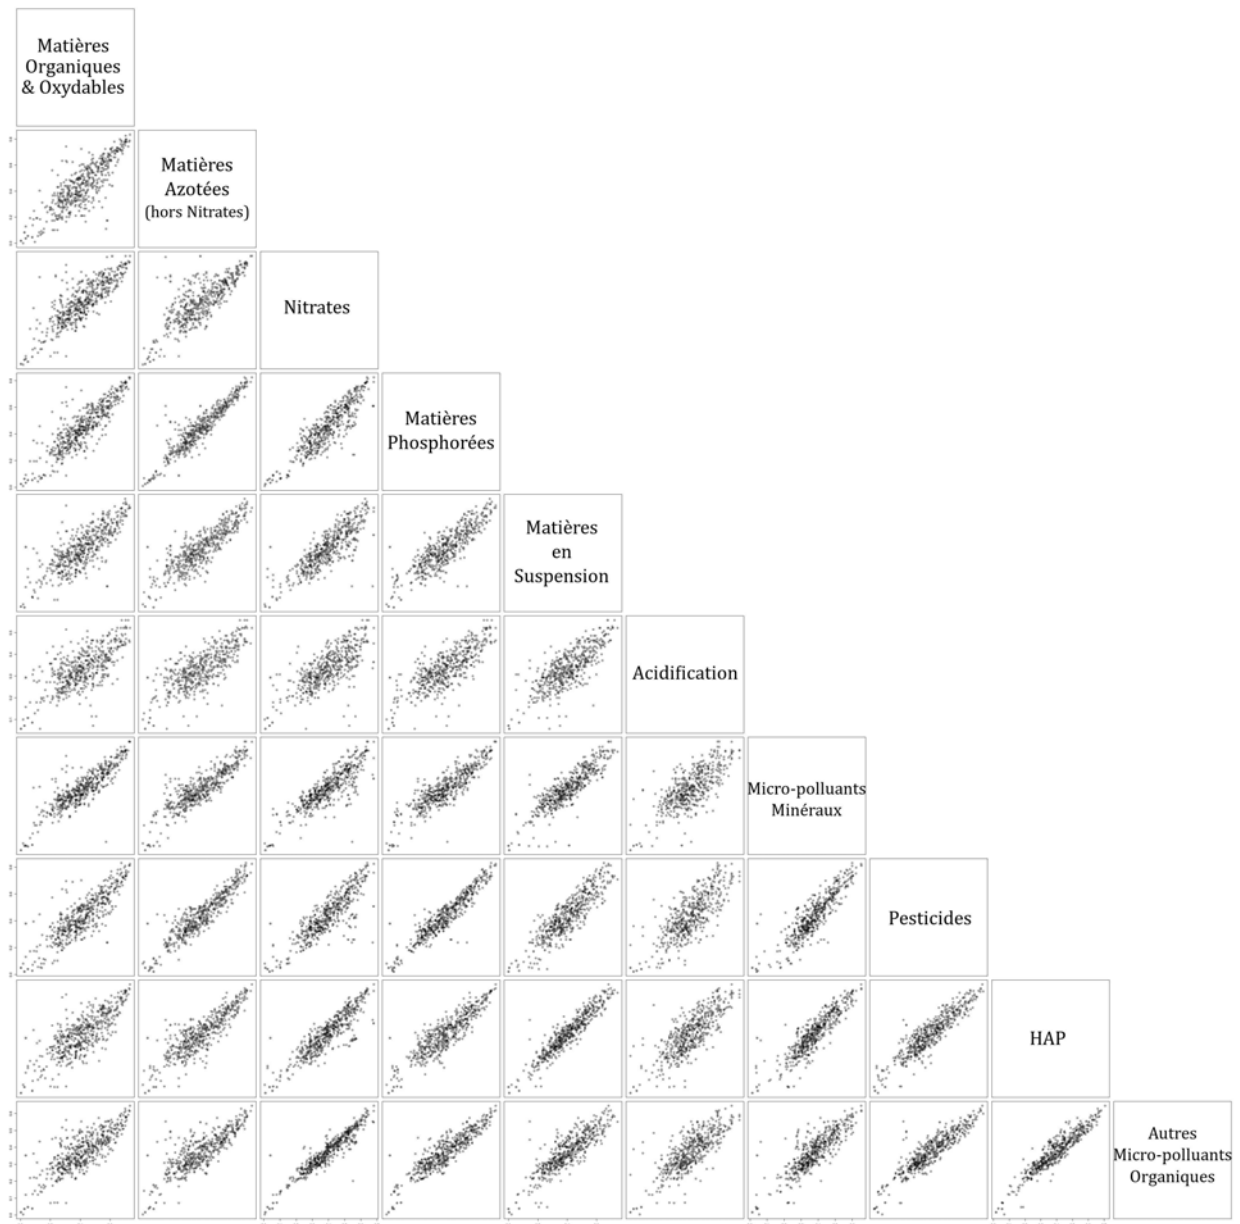 Matières
Organiques
& Oxydables
Matières
Azotées
(hors Nitrates)
Nitrates
Matières
Phosphorées
Matières
en
Suspension
Acidification
Micro-polluants
Minéraux
Pesticides
HAP
Autres
Micro-polluants
Organiques